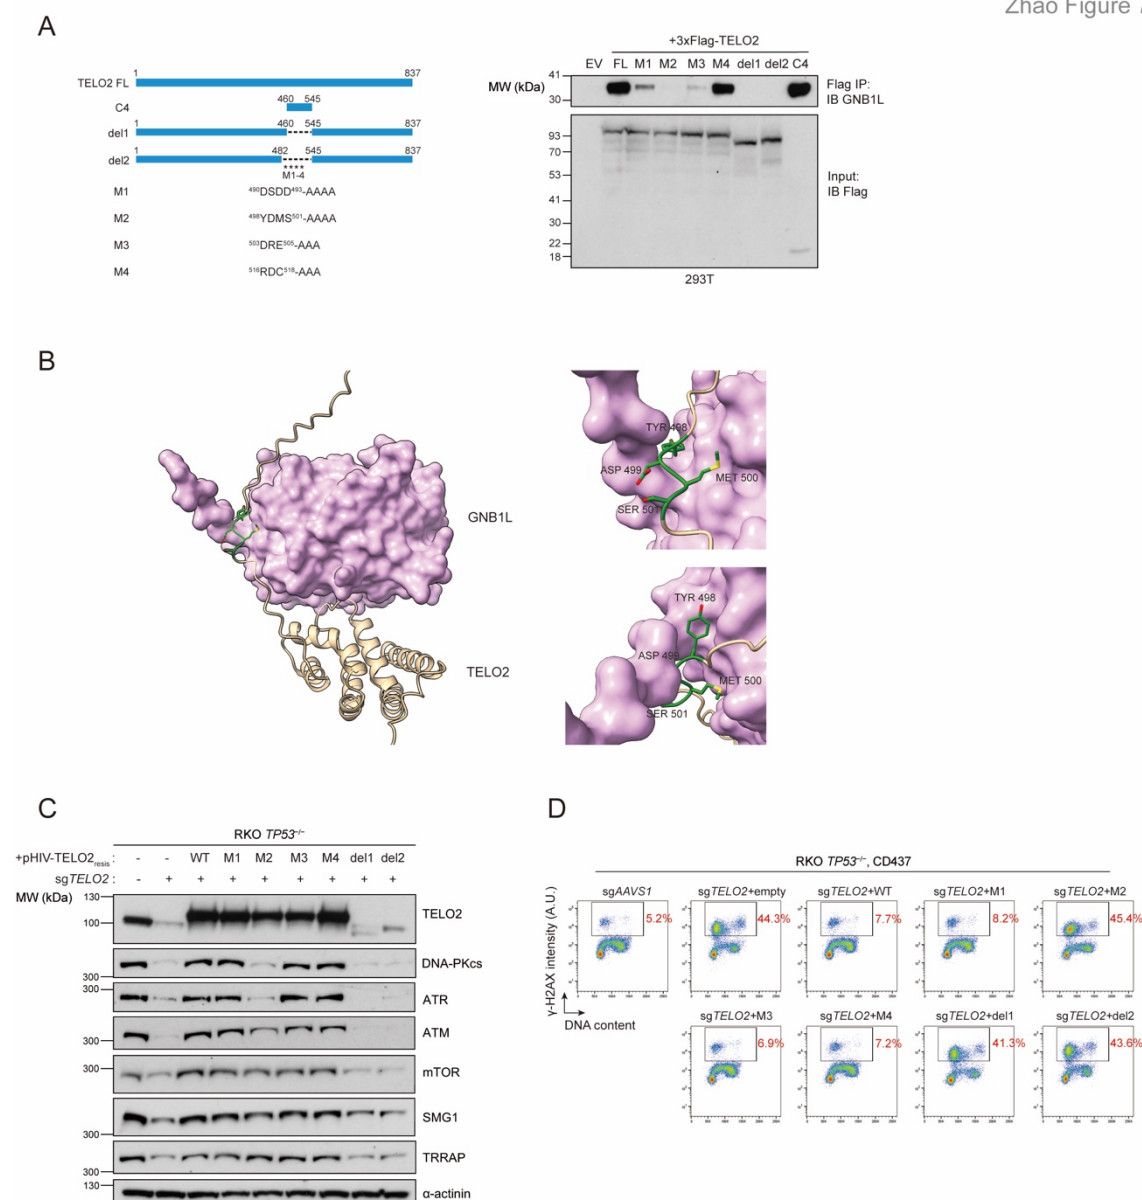 Zhao Figure
A
1 837
TELO2 FL
460 545
C4
1 460 545 837
del1
1 482 545 837
del2
****
M1-4
M1 ⁴⁹⁰DSDD⁴⁹³-AAAA
M2 ⁴⁹⁸YDMS⁵⁰¹-AAAA
M3 ⁵⁰³DRE⁵⁰⁵-AAA
M4 ⁵¹⁶RDC⁵¹⁸-AAA
+3xFlag-TELO2
EV FL M1 M2 M3 M4 del1 del2 C4
MW (kDa)
41
30
Flag IP:
IB GNB1L
93
70
53
41
30
22
18
Input:
IB Flag
293T
B
GNB1L
TELO2
TYR 498
ASP 499
MET 500
SER 501
TYR 498
ASP 499
MET 500
SER 501
C
RKO TP53⁻/⁻
+pHIV-TELO2resis : - - WT M1 M2 M3 M4 del1 del2
sgTELO2 : - + + + + + + + +
MW (kDa)
130
100
TELO2
300
DNA-PKcs
300
ATR
300
ATM
300
mTOR
300
SMG1
300
TRRAP
130
α-actinin
D
RKO TP53⁻/⁻, CD437
sgAAVS1 sgTELO2+empty sgTELO2+WT sgTELO2+M1 sgTELO2+M2
5.2% 44.3% 7.7% 8.2% 45.4%
γ-H2AX intensity (A.U.)
DNA content
sgTELO2+M3 sgTELO2+M4 sgTELO2+del1 sgTELO2+del2
6.9% 7.2% 41.3% 43.6%